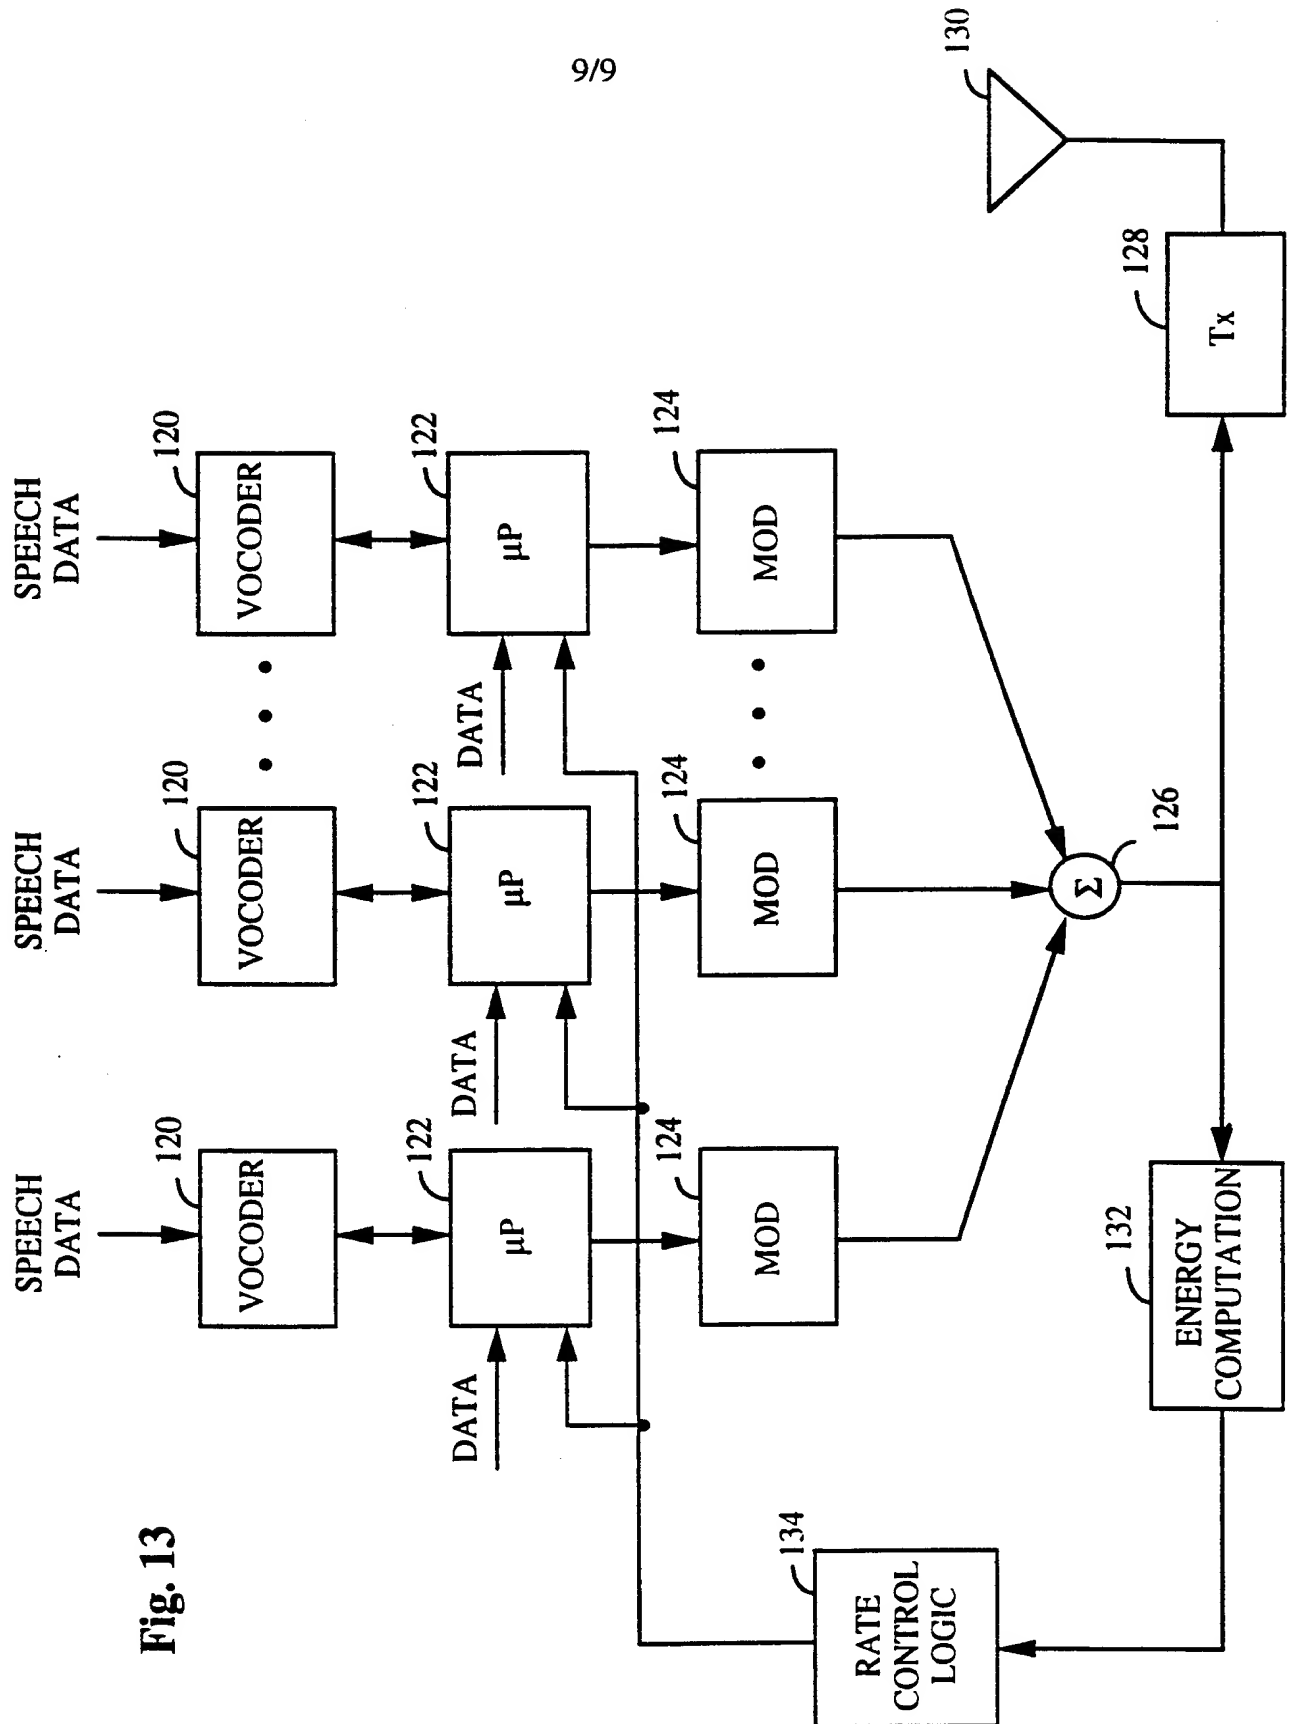 9/9
SPEECH
DATA
SPEECH
DATA
SPEECH
DATA
120
120
120
VOCODER
VOCODER
VOCODER
122
122
122
DATA
DATA
DATA
μP
μP
μP
124
124
124
MOD
MOD
MOD
Σ
126
134
RATE
CONTROL
LOGIC
132
ENERGY
COMPUTATION
128
Tx
130
Fig. 13